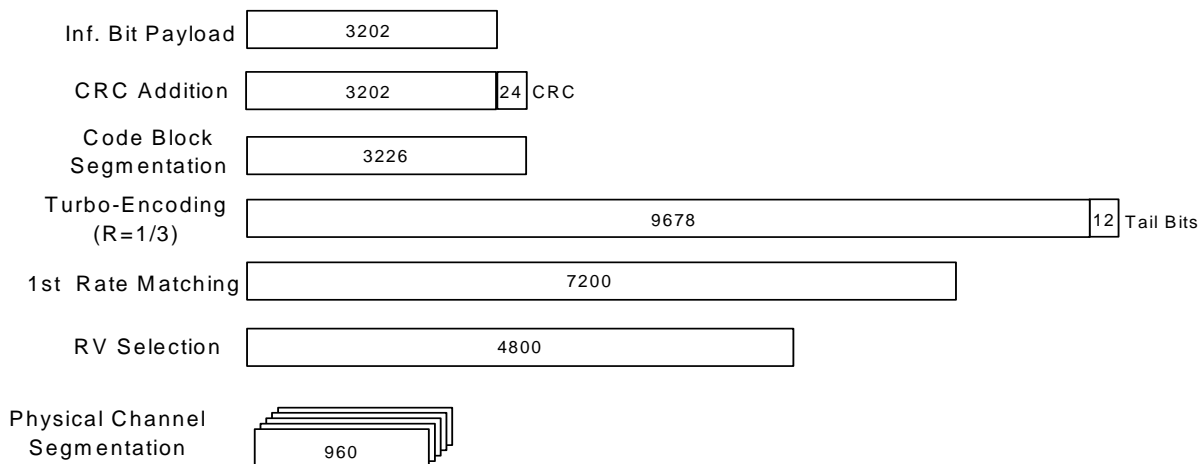 Inf. Bit Payload 3202
CRC Addition 3202 24 CRC
Code Block
Segmentation 3226
Turbo-Encoding
(R=1/3) 9678 12 Tail Bits
1st Rate Matching 7200
RV Selection 4800
Physical Channel
Segmentation 960